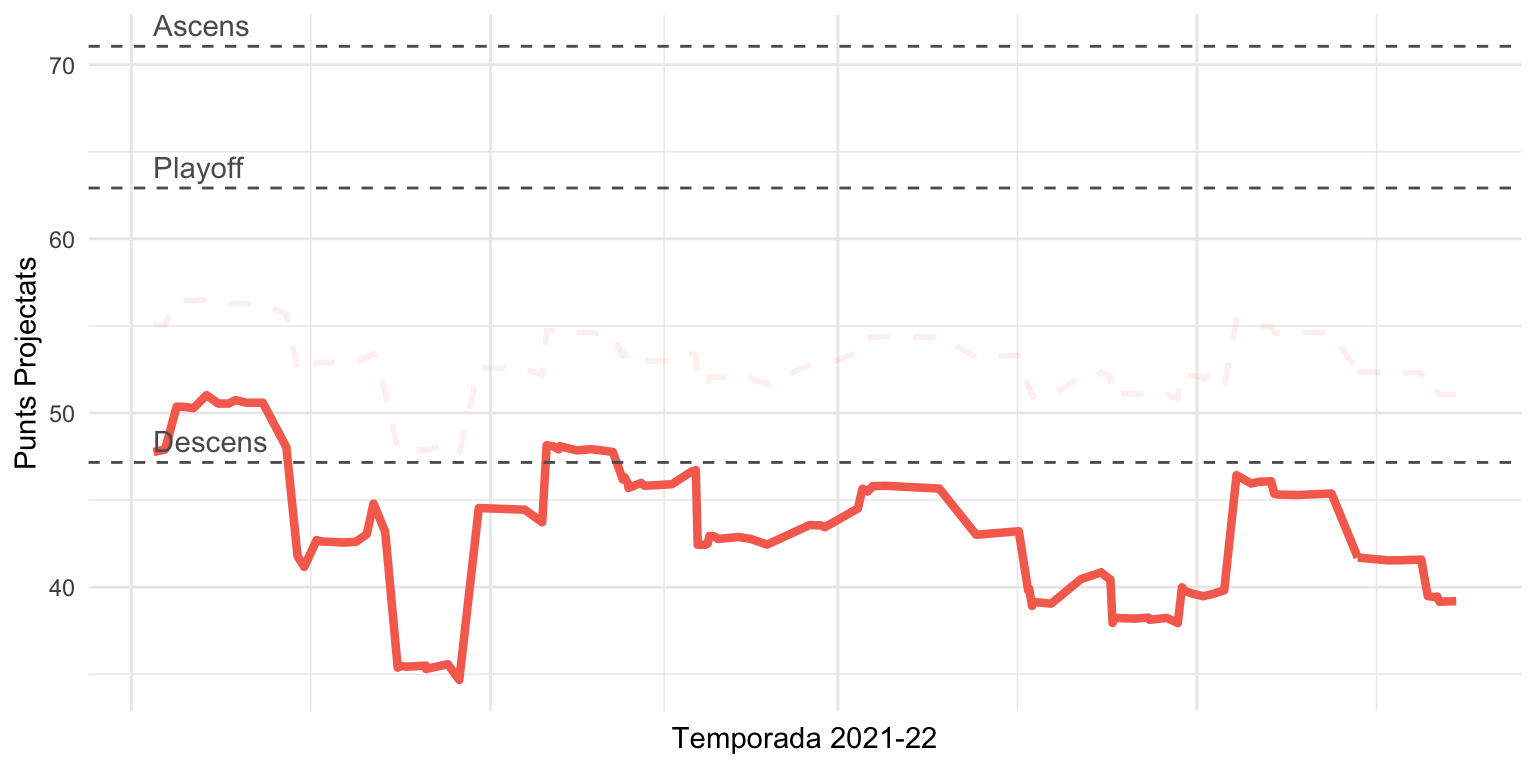 Ascens
70
Playoff
60
Punts Projectats
50
Descens
40
Temporada 2021-22